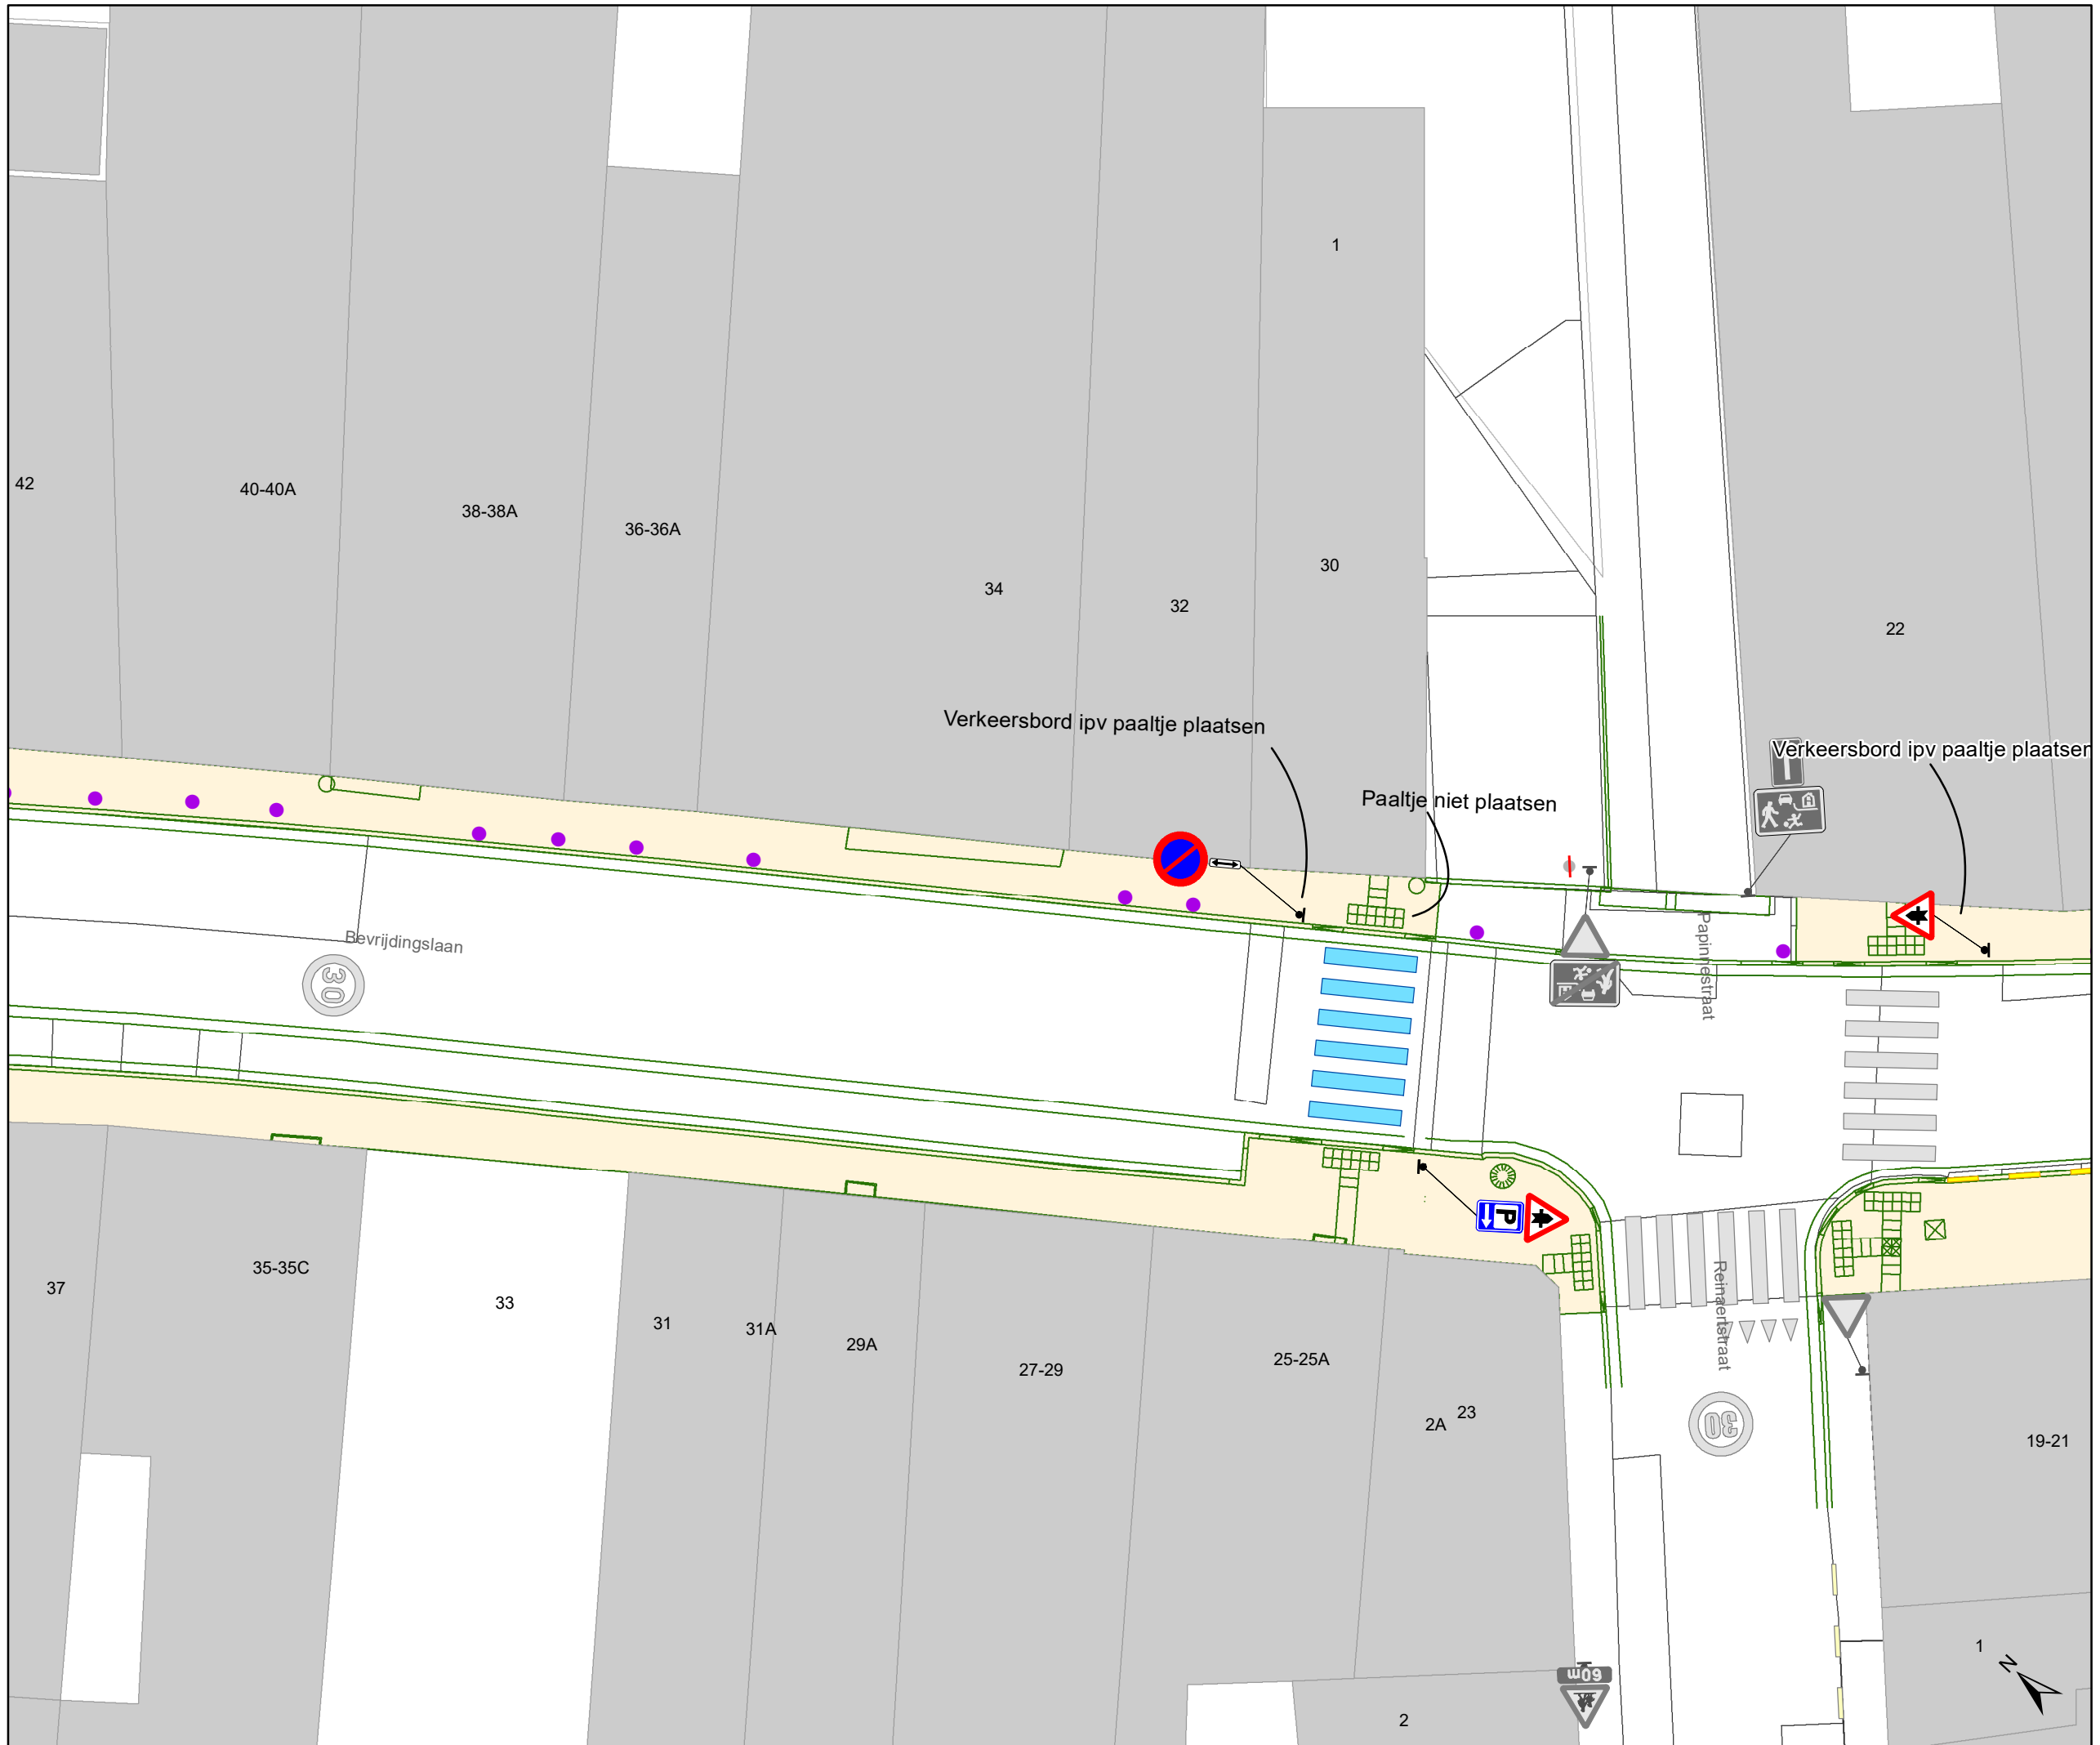 1
42
40-40A
38-38A
36-36A
34
32
30
22
Verkeersbord ipv paaltje plaatsen
Verkeersbord ipv paaltje plaatsen
Paaltje niet plaatsen
Bevrijdingslaan
30
Papinnestraat
P
37
35-35C
33
31
31A
29A
27-29
25-25A
2A
23
Reinaertstraat
30
19-21
1
N
60m
2